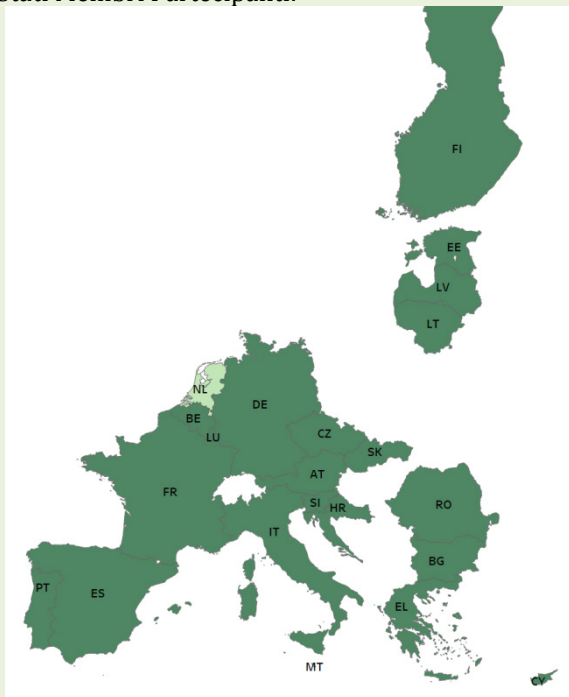 Stati Membri Partecipanti:
FI
EE
LV
LT
NL
DE
BE
LU
CZ
SK
AT
FR
SI
HR
RO
IT
BG
PT
ES
EL
MT
CY